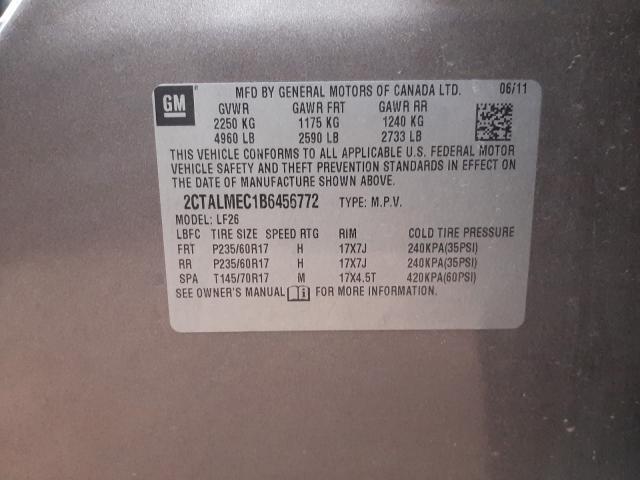 MFD BY GENERAL MOTORS OF CANADA LTD. 06/11
GM
GVWR GAWR FRT GAWR RR
2250 KG 1175 KG 1240 KG
4960 LB 2590 LB 2733 LB
THIS VEHICLE CONFORMS TO ALL APPLICABLE U.S. FEDERAL MOTOR
VEHICLE SAFETY AND THEFT PREVENTION STANDARDS IN EFFECT ON
THE DATE OF MANUFACTURE SHOWN ABOVE.
2CTALMEC1B6456772 TYPE: M.P.V.
MODEL: LF26
LBFC TIRE SIZE SPEED RTG RIM COLD TIRE PRESSURE
FRT P235/60R17 H 17X7J 240KPA(35PSI)
RR P235/60R17 H 17X7J 240KPA(35PSI)
SPA T145/70R17 M 17X4.5T 420KPA(60PSI)
SEE OWNER'S MANUAL FOR MORE INFORMATION.